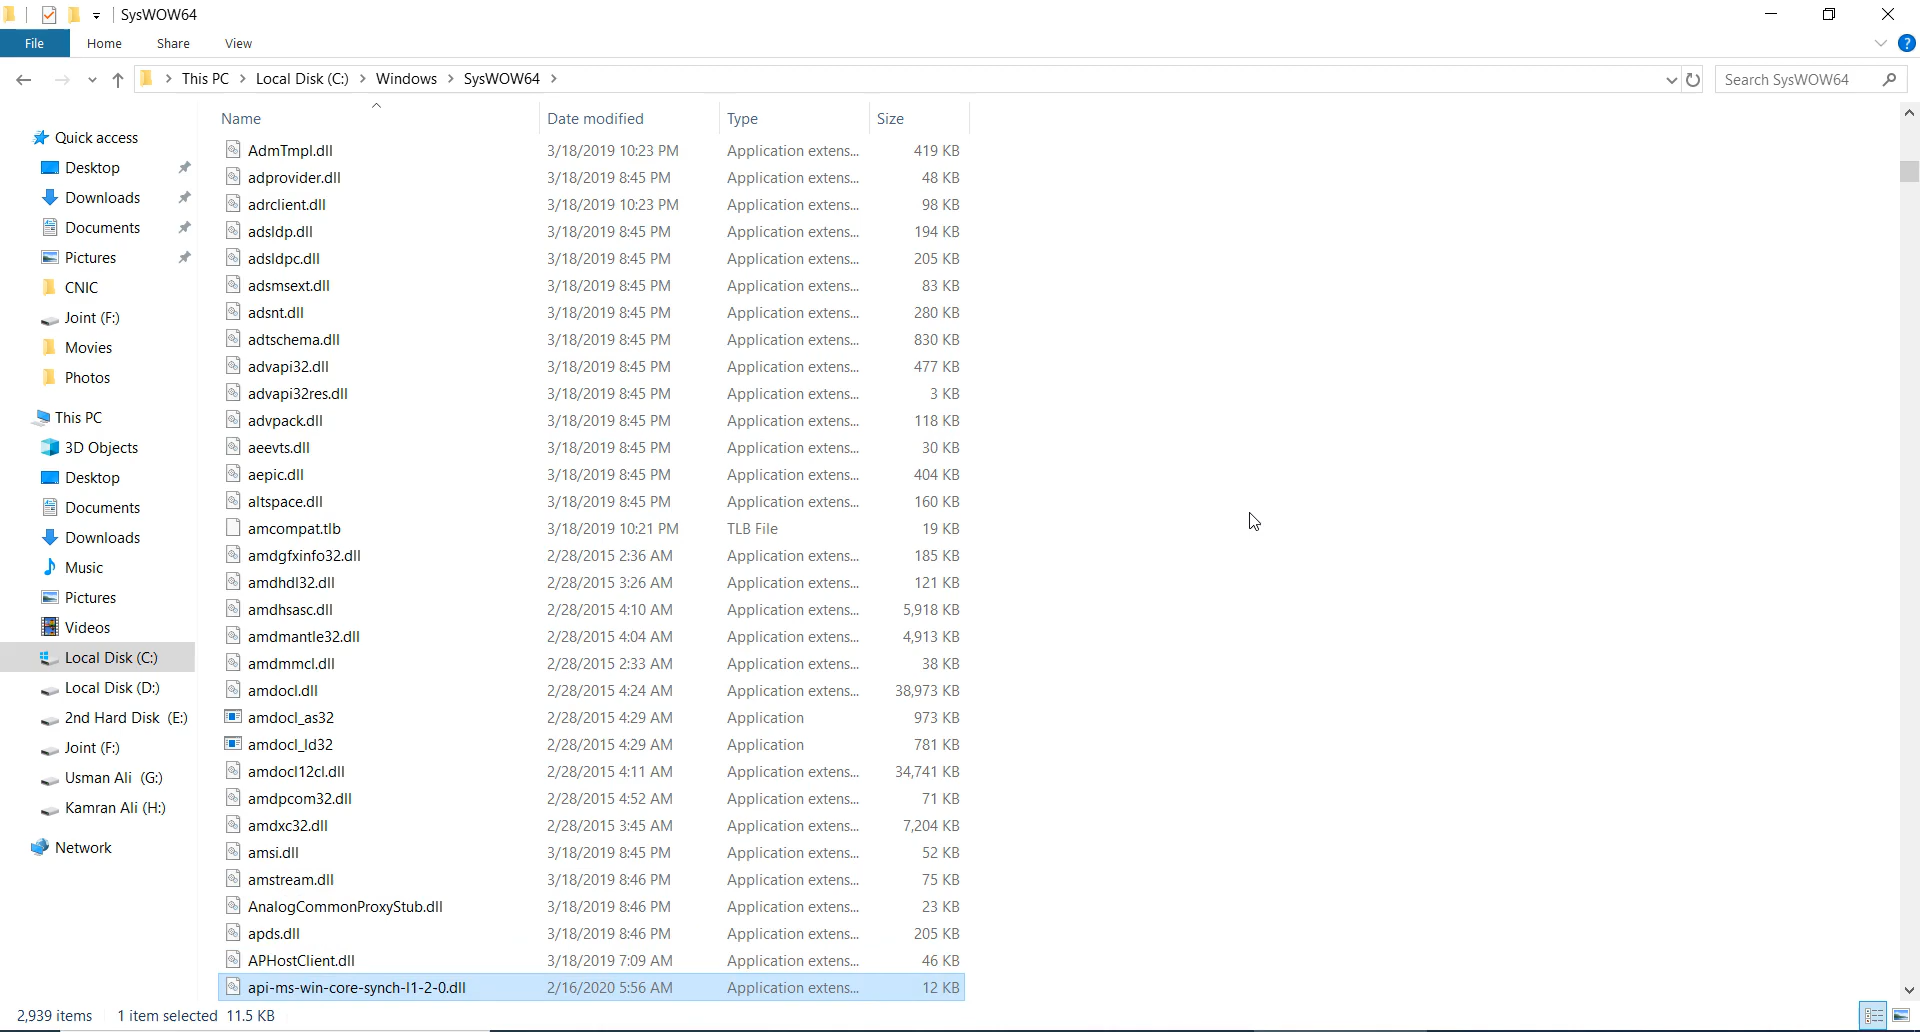 SysWOW64
File Home Share View
This PC Local Disk (C:) Windows SysWOW64 Search SysWOW64
Name Date modified Type Size
Quick access
Desktop
Downloads
Documents
Pictures
CNIC
Joint (F:)
Movies
Photos
This PC
3D Objects
Desktop
Documents
Downloads
Music
Pictures
Videos
Local Disk (C:)
Local Disk (D:)
2nd Hard Disk (E:)
Joint (F:)
Usman Ali (G:)
Kamran Ali (H:)
Network
AdmTmpl.dll 3/18/2019 10:23 PM Application extens... 419 KB
adprovider.dll 3/18/2019 8:45 PM Application extens... 48 KB
adrclient.dll 3/18/2019 10:23 PM Application extens... 98 KB
adsldp.dll 3/18/2019 8:45 PM Application extens... 194 KB
adsldpc.dll 3/18/2019 8:45 PM Application extens... 205 KB
adsmsext.dll 3/18/2019 8:45 PM Application extens... 83 KB
adsnt.dll 3/18/2019 8:45 PM Application extens... 280 KB
adtschema.dll 3/18/2019 8:45 PM Application extens... 830 KB
advapi32.dll 3/18/2019 8:45 PM Application extens... 477 KB
advapi32res.dll 3/18/2019 8:45 PM Application extens... 3 KB
advpack.dll 3/18/2019 8:45 PM Application extens... 118 KB
aeevts.dll 3/18/2019 8:45 PM Application extens... 30 KB
aepic.dll 3/18/2019 8:45 PM Application extens... 404 KB
altspace.dll 3/18/2019 8:45 PM Application extens... 160 KB
amcompat.tlb 3/18/2019 10:21 PM TLB File 19 KB
amdgfxinfo32.dll 2/28/2015 2:36 AM Application extens... 185 KB
amdhdl32.dll 2/28/2015 3:26 AM Application extens... 121 KB
amdhsasc.dll 2/28/2015 4:10 AM Application extens... 5,918 KB
amdmantle32.dll 2/28/2015 4:04 AM Application extens... 4,913 KB
amdmmcl.dll 2/28/2015 2:33 AM Application extens... 38 KB
amdocl.dll 2/28/2015 4:24 AM Application extens... 38,973 KB
amdocl_as32 2/28/2015 4:29 AM Application 973 KB
amdocl_ld32 2/28/2015 4:29 AM Application 781 KB
amdocl12cl.dll 2/28/2015 4:11 AM Application extens... 34,741 KB
amdpcom32.dll 2/28/2015 4:52 AM Application extens... 71 KB
amdxc32.dll 2/28/2015 3:45 AM Application extens... 7,204 KB
amsi.dll 3/18/2019 8:45 PM Application extens... 52 KB
amstream.dll 3/18/2019 8:46 PM Application extens... 75 KB
AnalogCommonProxyStub.dll 3/18/2019 8:46 PM Application extens... 23 KB
apds.dll 3/18/2019 8:46 PM Application extens... 205 KB
APHostClient.dll 3/18/2019 7:09 AM Application extens... 46 KB
api-ms-win-core-synch-l1-2-0.dll 2/16/2020 5:56 AM Application extens... 12 KB
2,939 items 1 item selected 11.5 KB